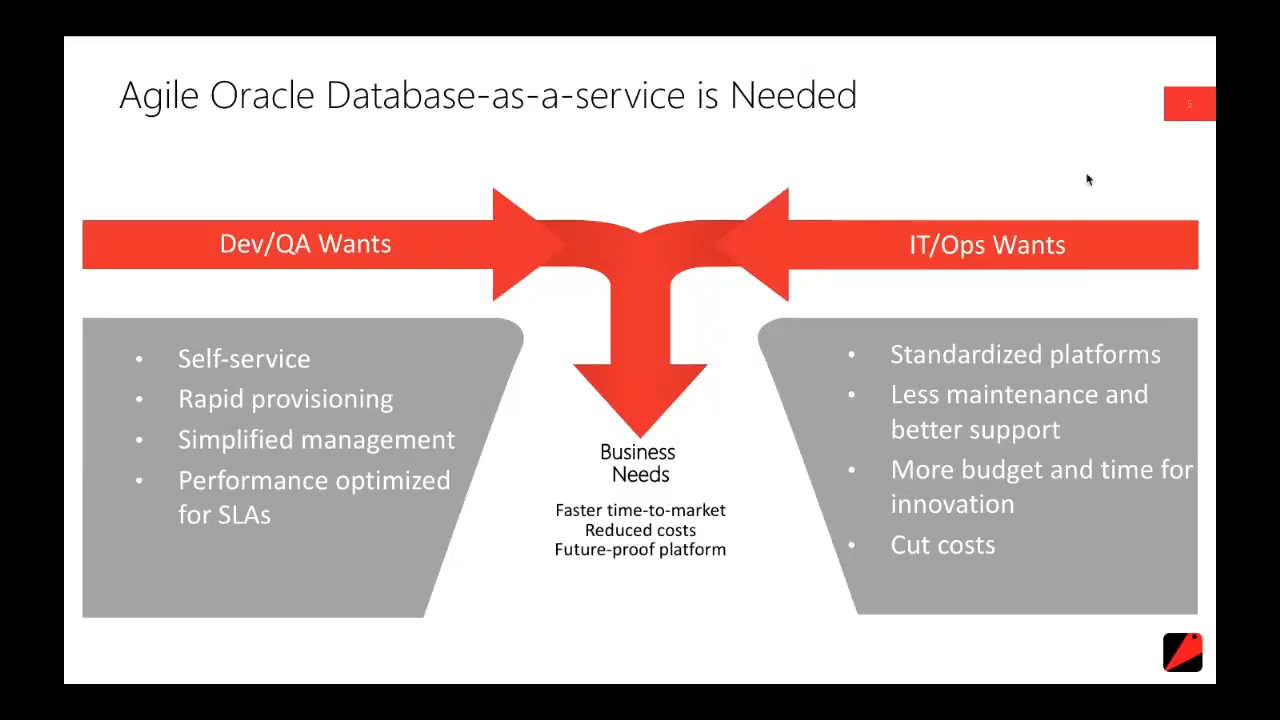 Agile Oracle Database-as-a-service is Needed
5
Dev/QA Wants
IT/Ops Wants
• Self-service
• Rapid provisioning
• Simplified management
• Performance optimized
for SLAs
Business
Needs
Faster time-to-market
Reduced costs
Future-proof platform
• Standardized platforms
• Less maintenance and
better support
• More budget and time for
innovation
• Cut costs